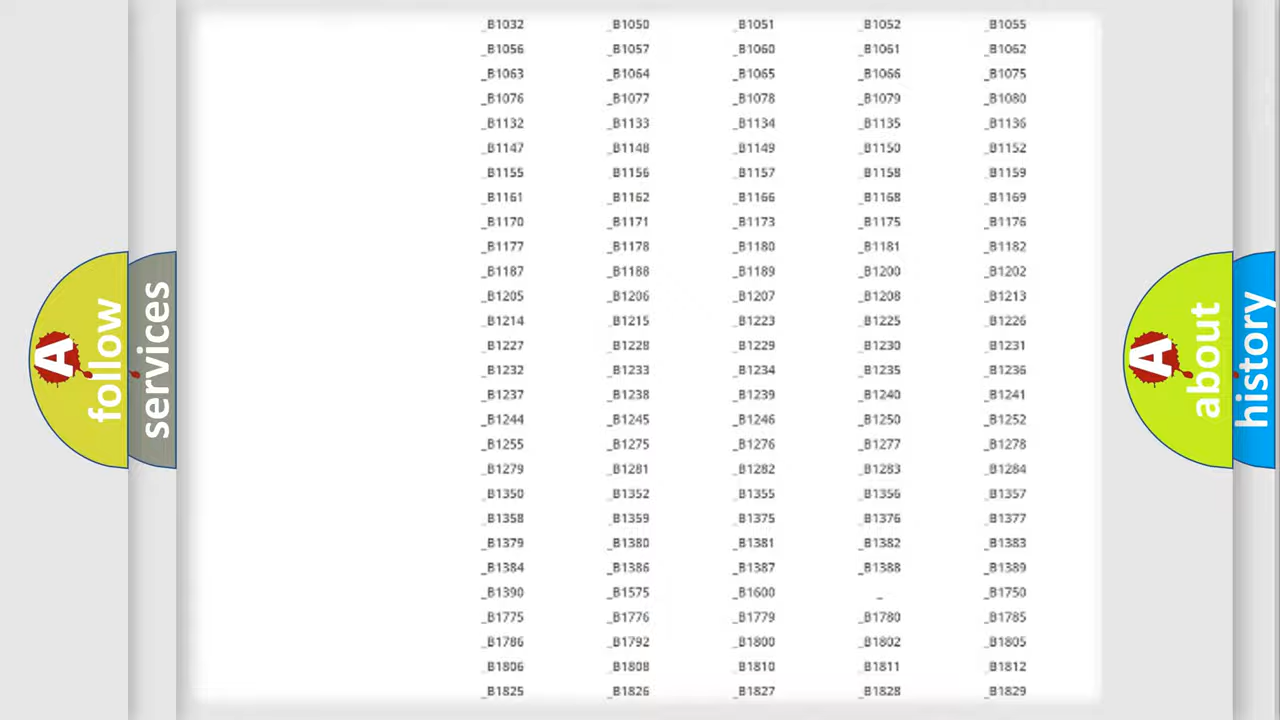 _B1032 _B1050 _B1051 _B1052 _B1055
_B1056 _B1057 _B1060 _B1061 _B1062
_B1063 _B1064 _B1065 _B1066 _B1075
_B1076 _B1077 _B1078 _B1079 _B1080
_B1132 _B1133 _B1134 _B1135 _B1136
_B1147 _B1148 _B1149 _B1150 _B1152
_B1155 _B1156 _B1157 _B1158 _B1159
_B1161 _B1162 _B1166 _B1168 _B1169
_B1170 _B1171 _B1173 _B1175 _B1176
_B1177 _B1178 _B1180 _B1181 _B1182
_B1187 _B1188 _B1189 _B1200 _B1202
_B1205 _B1206 _B1207 _B1208 _B1213
_B1214 _B1215 _B1223 _B1225 _B1226
_B1227 _B1228 _B1229 _B1230 _B1231
_B1232 _B1233 _B1234 _B1235 _B1236
_B1237 _B1238 _B1239 _B1240 _B1241
_B1244 _B1245 _B1246 _B1250 _B1252
_B1255 _B1275 _B1276 _B1277 _B1278
_B1279 _B1281 _B1282 _B1283 _B1284
_B1350 _B1352 _B1355 _B1356 _B1357
_B1358 _B1359 _B1375 _B1376 _B1377
_B1379 _B1380 _B1381 _B1382 _B1383
_B1384 _B1386 _B1387 _B1388 _B1389
_B1390 _B1575 _B1600 _ _B1750
_B1775 _B1776 _B1779 _B1780 _B1785
_B1786 _B1792 _B1800 _B1802 _B1805
_B1806 _B1808 _B1810 _B1811 _B1812
_B1825 _B1826 _B1827 _B1828 _B1829
A
follow
services
A
about
history